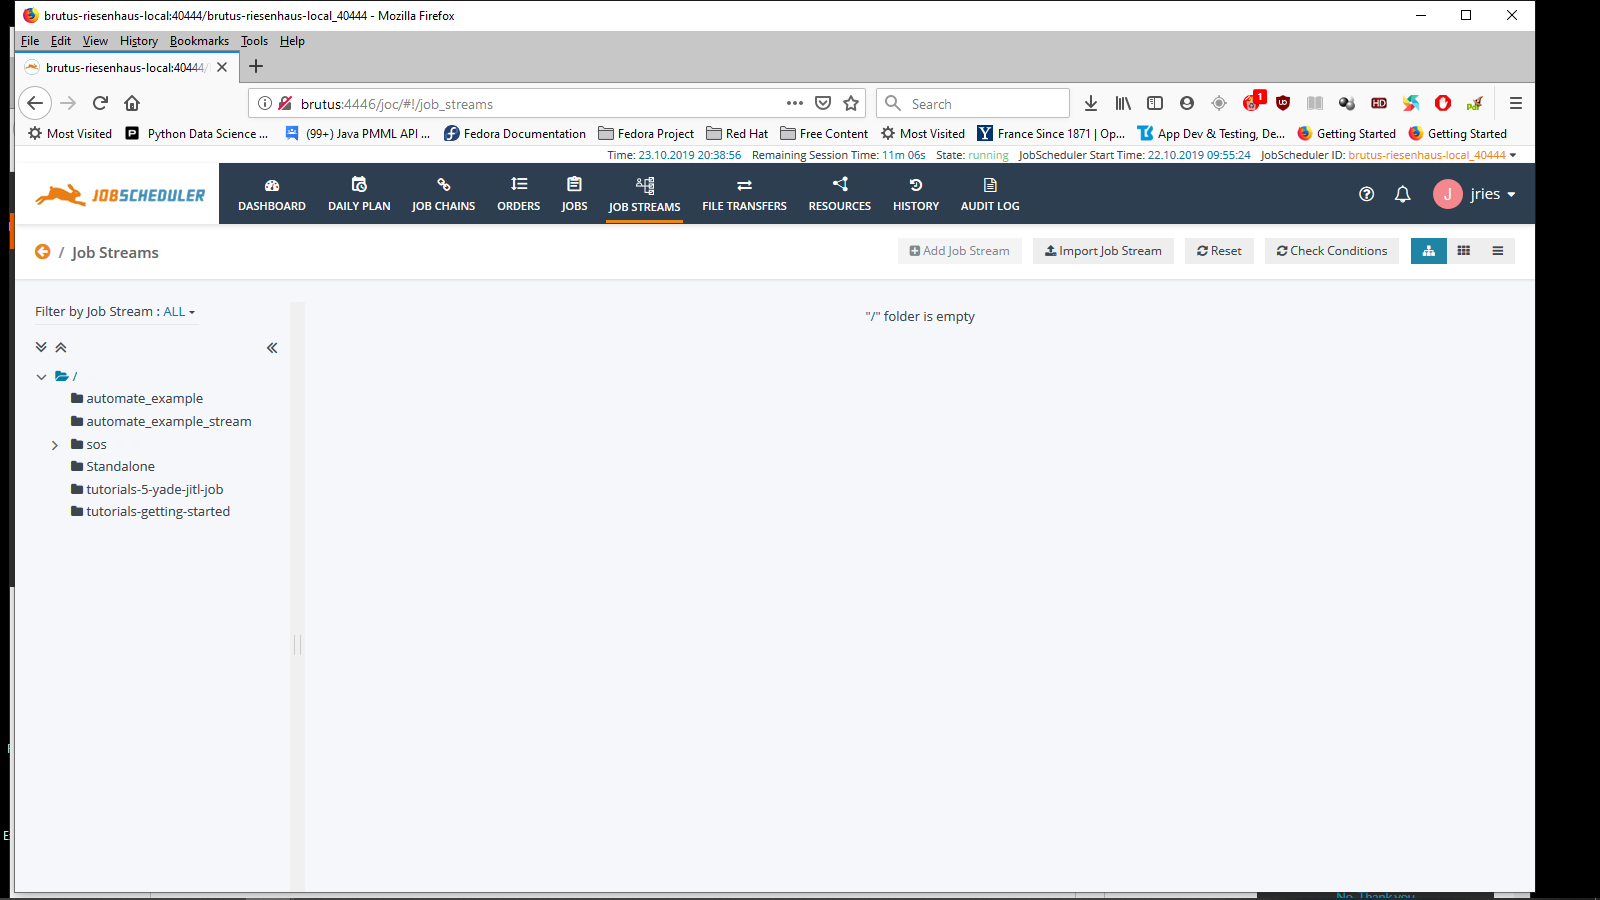 brutus-riesenhaus-local:40444/brutus-riesenhaus-local_40444 - Mozilla Firefox
File Edit View History Bookmarks Tools Help
brutus-riesenhaus-local:40444/
brutus:4446/joc/#!/job_streams
Search
1
HD
Most Visited Python Data Science ... (99+) Java PMML API ... Fedora Documentation Fedora Project Red Hat Free Content Most Visited France Since 1871 | Op... App Dev & Testing, De... Getting Started Getting Started
Time: 23.10.2019 20:38:56 Remaining Session Time: 11m 06s State: running JobScheduler Start Time: 22.10.2019 09:55:24 JobScheduler ID: brutus-riesenhaus-local_40444
JOBSCHEDULER
DASHBOARD DAILY PLAN JOB CHAINS ORDERS JOBS JOB STREAMS FILE TRANSFERS RESOURCES HISTORY AUDIT LOG
J jries
/ Job Streams
Add Job Stream Import Job Stream Reset Check Conditions
Filter by Job Stream : ALL
"/" folder is empty
/
automate_example
automate_example_stream
sos
Standalone
tutorials-5-yade-jitl-job
tutorials-getting-started
No, Thank you